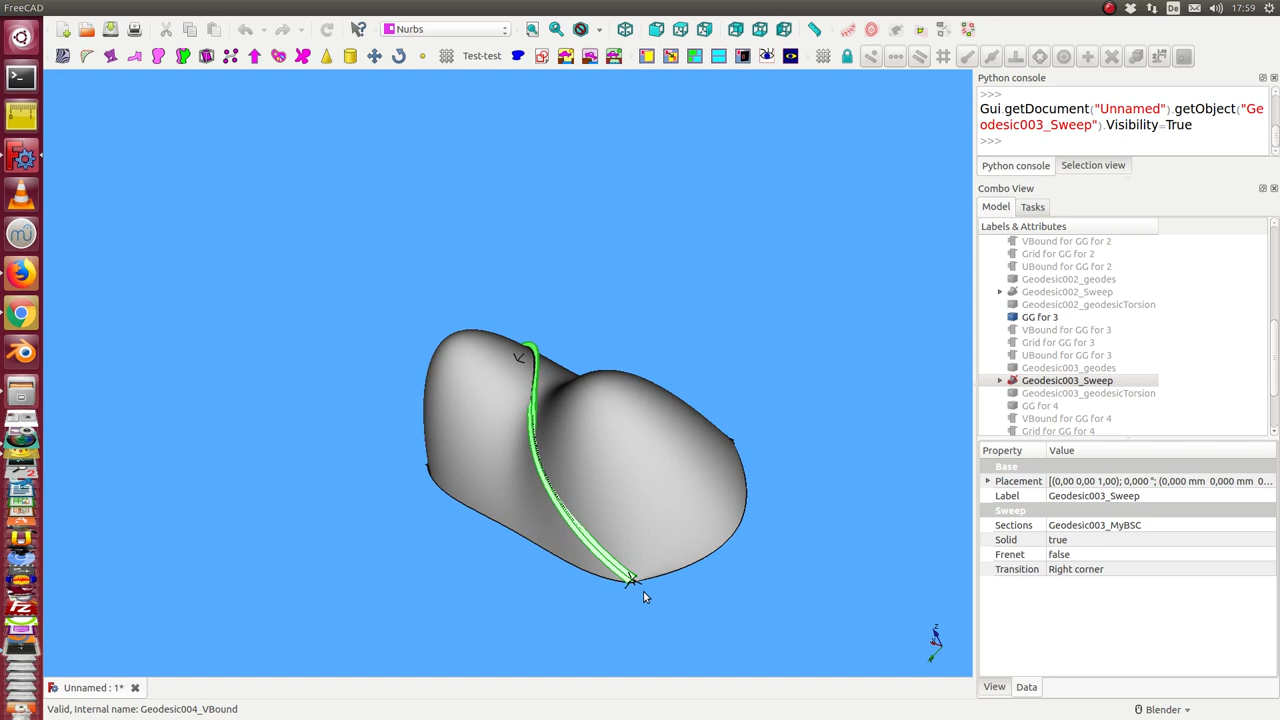 FreeCAD
De
17:59
Nurbs
Test-test
Python console
>>>
Gui.getDocument("Unnamed").getObject("Ge
odesic003_Sweep").Visibility=True
>>>
Python console
Selection view
Combo View
Model
Tasks
Labels & Attributes
VBound for GG for 2
Grid for GG for 2
UBound for GG for 2
Geodesic002_geodes
Geodesic002_Sweep
Geodesic002_geodesicTorsion
GG for 3
VBound for GG for 3
Grid for GG for 3
UBound for GG for 3
Geodesic003_geodes
Geodesic003_Sweep
Geodesic003_geodesicTorsion
GG for 4
VBound for GG for 4
Grid for GG for 4
Property Value
Base
Placement [(0,00 0,00 1,00); 0,000 °; (0,000 mm 0,000 mm 0...
Label Geodesic003_Sweep
Sweep
Sections Geodesic003_MyBSC
Solid true
Frenet false
Transition Right corner
z
View
Data
Unnamed : 1*
Valid, Internal name: Geodesic004_VBound
Blender